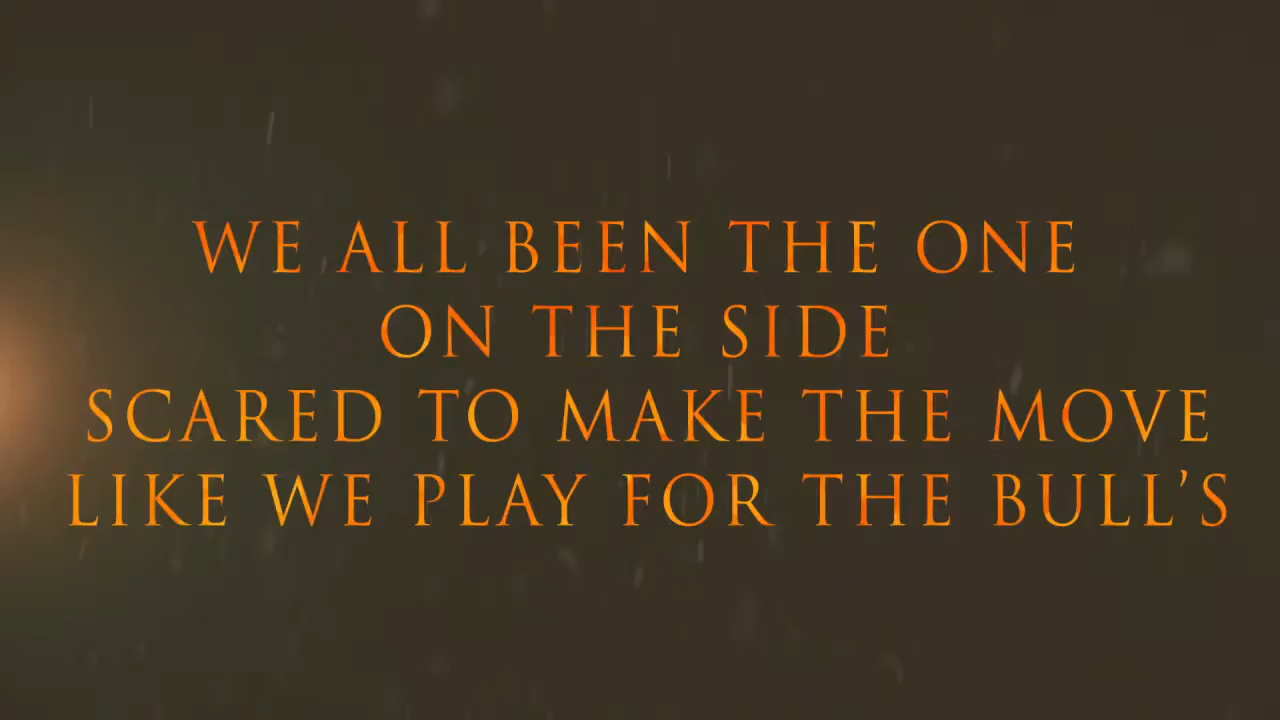 WE ALL BEEN THE ONE
ON THE SIDE
SCARED TO MAKE THE MOVE
LIKE WE PLAY FOR THE BULL’S